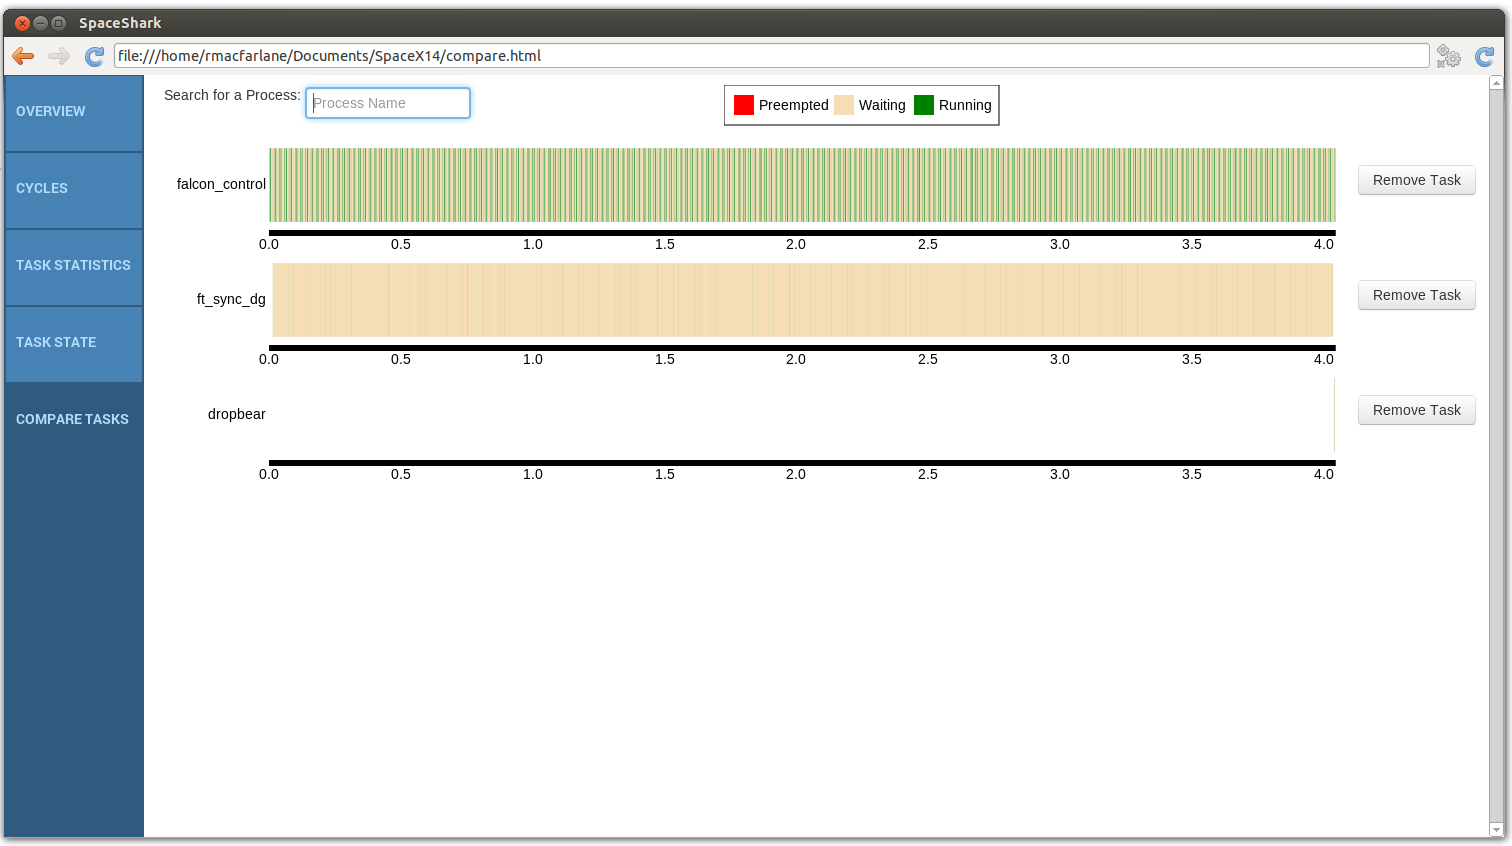 SpaceShark
file:///home/rmacfarlane/Documents/SpaceX14/compare.html
OVERVIEW
CYCLES
TASK STATISTICS
TASK STATE
COMPARE TASKS
Search for a Process: Process Name
Preempted Waiting Running
falcon_control
Remove Task
0.0 0.5 1.0 1.5 2.0 2.5 3.0 3.5 4.0
ft_sync_dg
Remove Task
0.0 0.5 1.0 1.5 2.0 2.5 3.0 3.5 4.0
dropbear
Remove Task
0.0 0.5 1.0 1.5 2.0 2.5 3.0 3.5 4.0